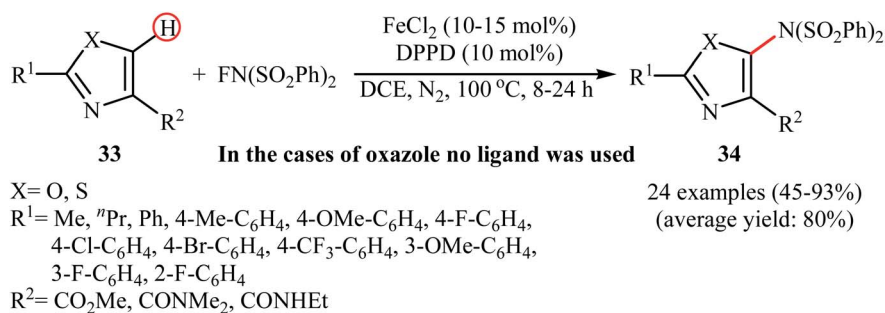 H
X
R¹
N
R²
33
+ FN(SO₂Ph)₂
FeCl₂ (10-15 mol%)
DPPD (10 mol%)
DCE, N₂, 100 °C, 8-24 h
X
N(SO₂Ph)₂
R¹
N
R²
34
In the cases of oxazole no ligand was used
X= O, S
R¹= Me, ⁿPr, Ph, 4-Me-C₆H₄, 4-OMe-C₆H₄, 4-F-C₆H₄,
4-Cl-C₆H₄, 4-Br-C₆H₄, 4-CF₃-C₆H₄, 3-OMe-C₆H₄,
3-F-C₆H₄, 2-F-C₆H₄
R²= CO₂Me, CONMe₂, CONHEt
24 examples (45-93%)
(average yield: 80%)